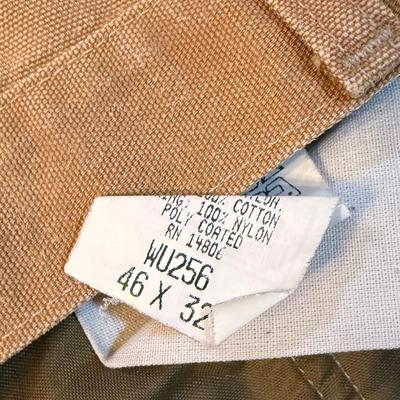 100% COTTON
100% NYLON
POLY COATED
RN 14806
WU256
46 X 32